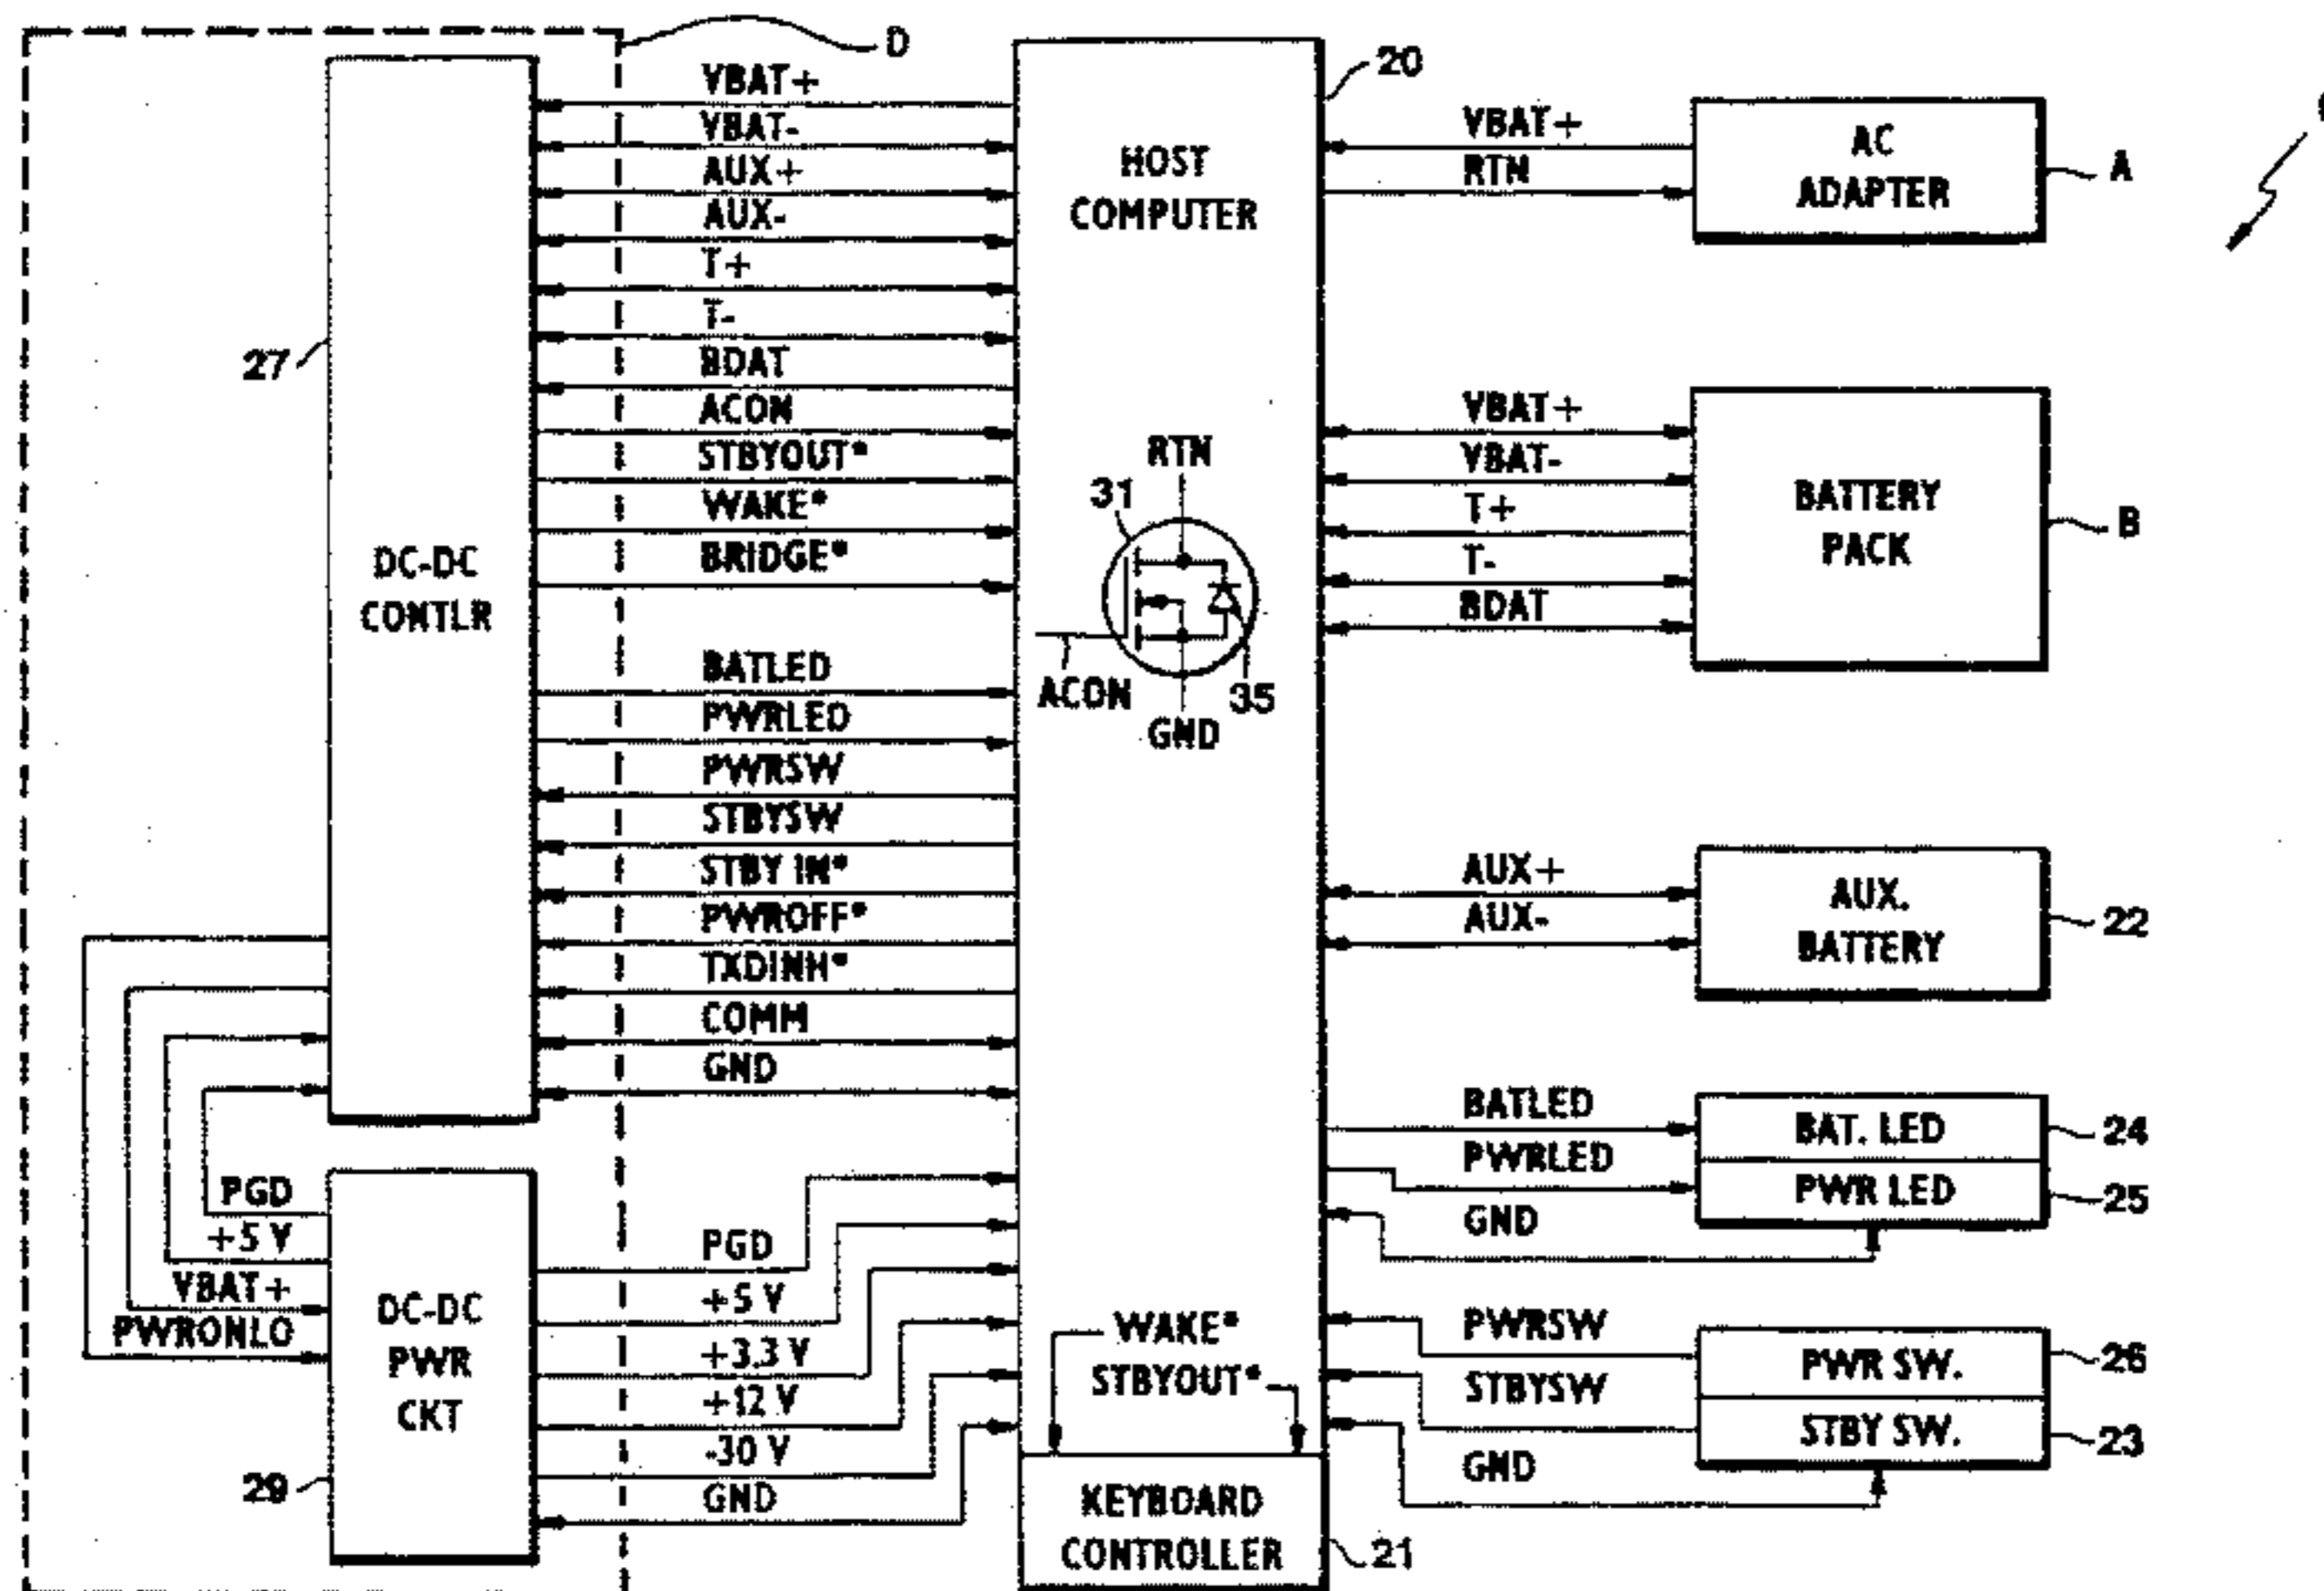 D
VBAT+
VBAT-
AUX+
AUX-
T+
T-
BDAT
ACON
STBYOUT*
WAKE*
BRIDGE*
BATLED
PWRLED
PWRSW
STBYSW
STBY IN*
PWROFF*
TXDINH*
COMM
GND
27
DC-DC
CONTLR
PGD
+5 V
VBAT+
PWRONLO
DC-DC
PWR
CKT
29
PGD
+5 V
+3.3 V
+12 V
-30 V
GND
20
HOST
COMPUTER
RTN
31
ACON
35
GND
WAKE*
STBYOUT*
KEYBOARD
CONTROLLER
21
VBAT+
RTN
AC
ADAPTER
A
VBAT+
VBAT-
T+
T-
BDAT
BATTERY
PACK
B
AUX+
AUX-
AUX.
BATTERY
22
BATLED
PWRLED
GND
BAT. LED
24
PWR LED
25
PWRSW
STBYSW
GND
PWR SW.
26
STBY SW.
23